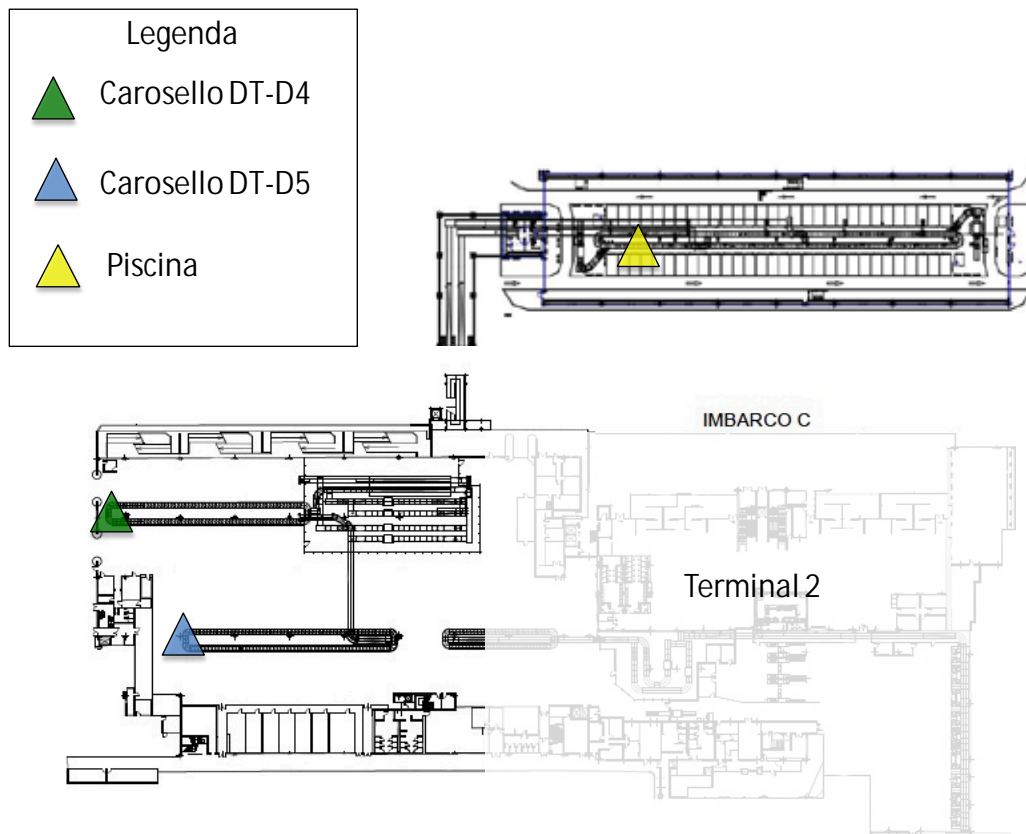 Legenda
Carosello DT-D4
Carosello DT-D5
Piscina
IMBARCO C
Terminal 2